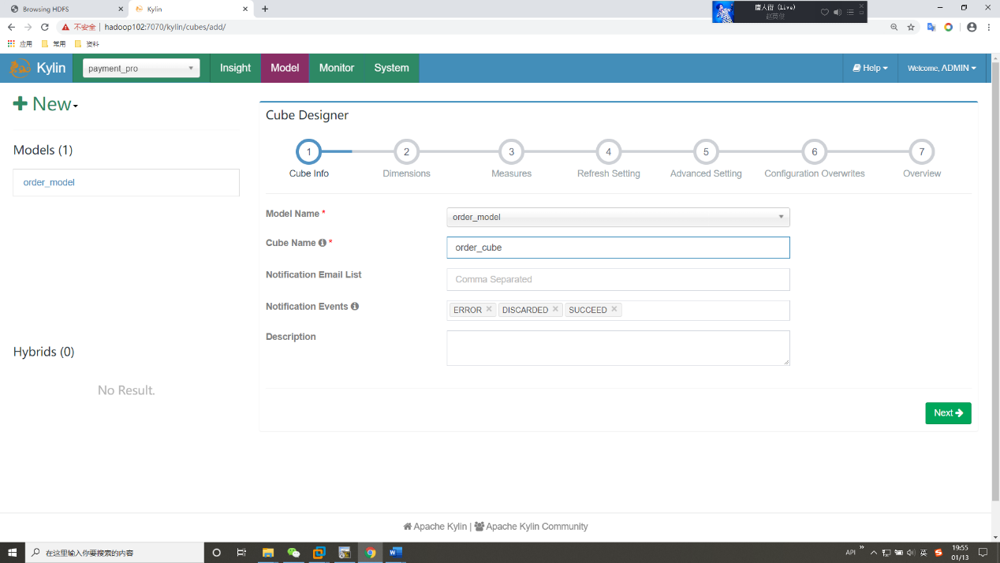 Browsing HDFS
Kylin
唐人街 (Live)
赵英俊
不安全 | hadoop102:7070/kylin/cubes/add/
应用 常用 资料
Kylin payment_pro Insight Model Monitor System Help Welcome, ADMIN
New
Models (1)
order_model
Hybrids (0)
No Result.
Cube Designer
1 2 3 4 5 6 7
Cube Info Dimensions Measures Refresh Setting Advanced Setting Configuration Overwrites Overview
Model Name * order_model
Cube Name * order_cube
Notification Email List Comma Separated
Notification Events ERROR DISCARDED SUCCEED
Description
Next
Apache Kylin | Apache Kylin Community
在这里输入你要搜索的内容
API
英
19:55
01/13